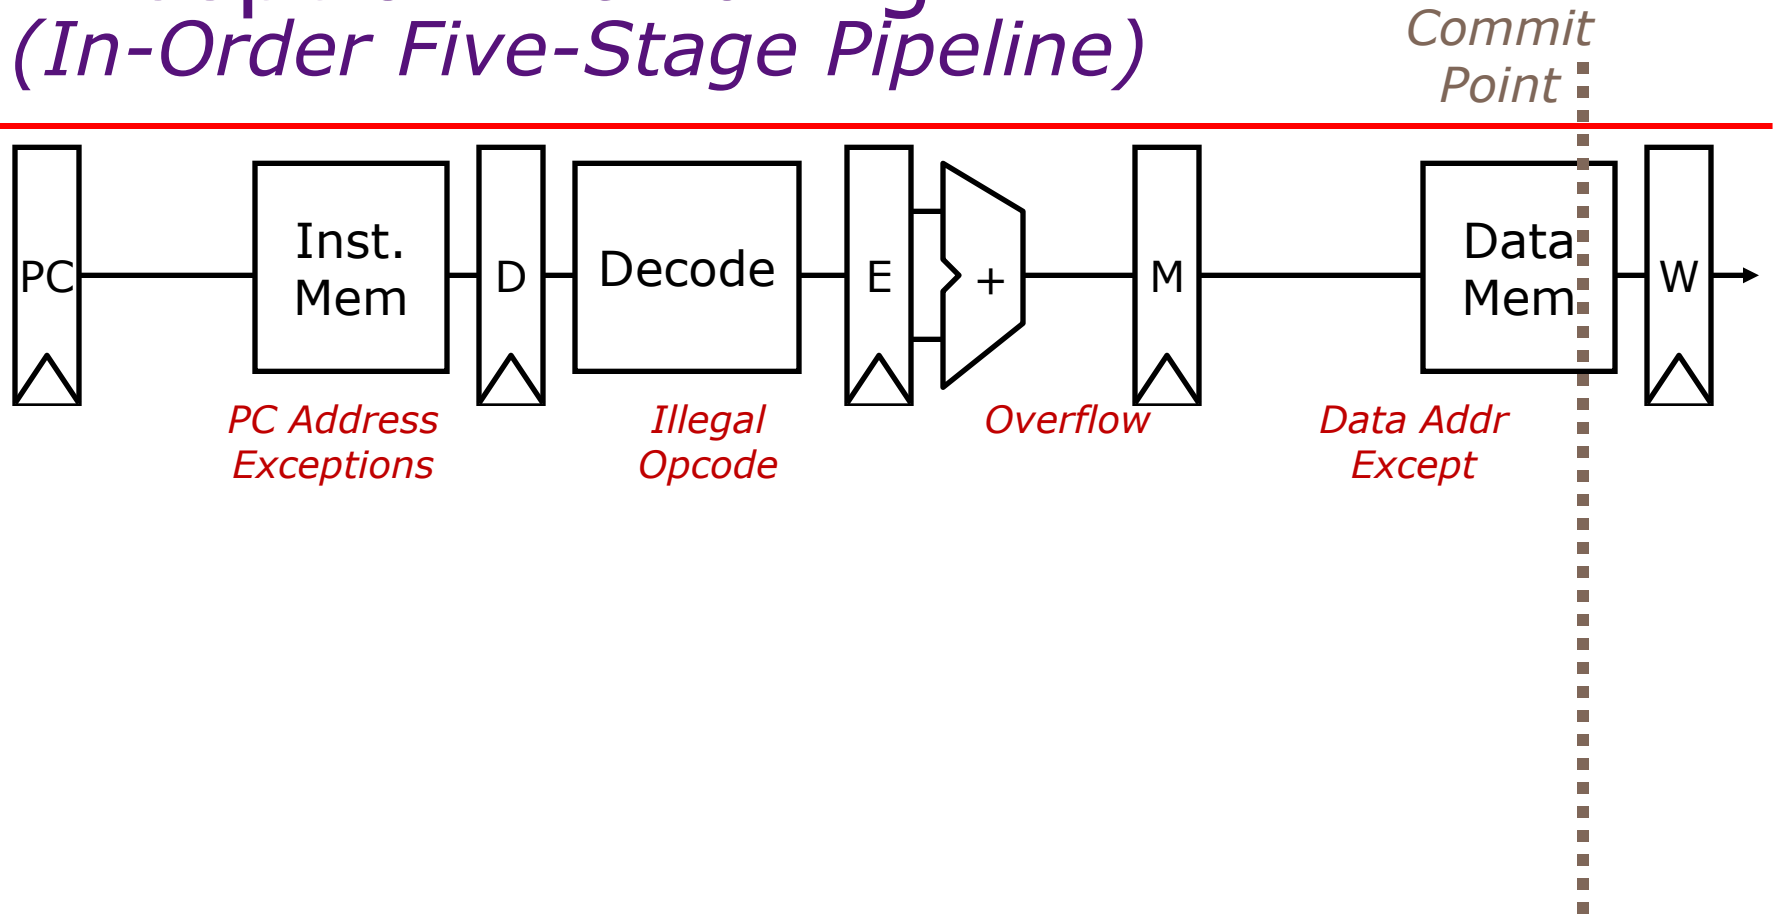 (In-Order Five-Stage Pipeline)
Commit
Point
PC
Inst.
Mem
D
Decode
E
+
M
Data
Mem
W
PC Address
Exceptions
Illegal
Opcode
Overflow
Data Addr
Except